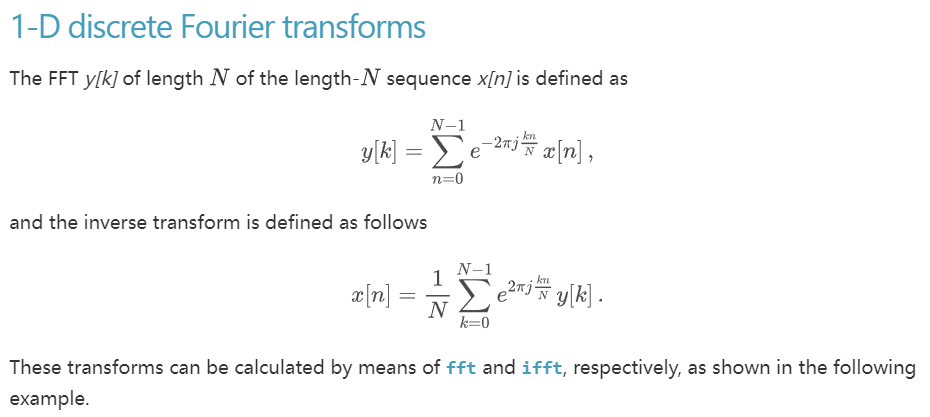 1-D discrete Fourier transforms
The FFT y[k] of length N of the length-N sequence x[n] is defined as
y[k] = \sum_{n=0}^{N-1} e^{-2\pi j \frac{kn}{N}} x[n] ,
and the inverse transform is defined as follows
x[n] = \frac{1}{N} \sum_{k=0}^{N-1} e^{2\pi j \frac{kn}{N}} y[k] .
These transforms can be calculated by means of fft and ifft, respectively, as shown in the following
example.